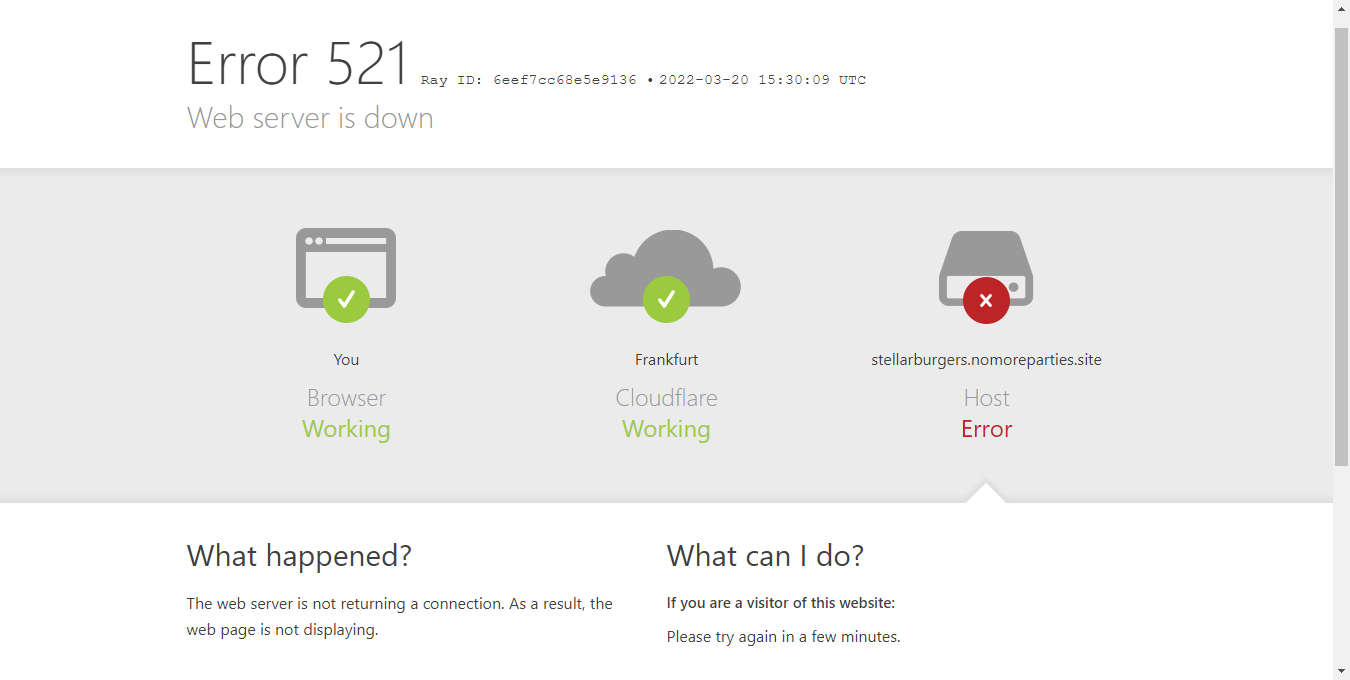 Error 521 Ray ID: 6eef7cc68e5e9136 • 2022-03-20 15:30:09 UTC
Web server is down
You
Browser
Working
Frankfurt
Cloudflare
Working
stellarburgers.nomoreparties.site
Host
Error
What happened?
The web server is not returning a connection. As a result, the
web page is not displaying.
What can I do?
If you are a visitor of this website:
Please try again in a few minutes.